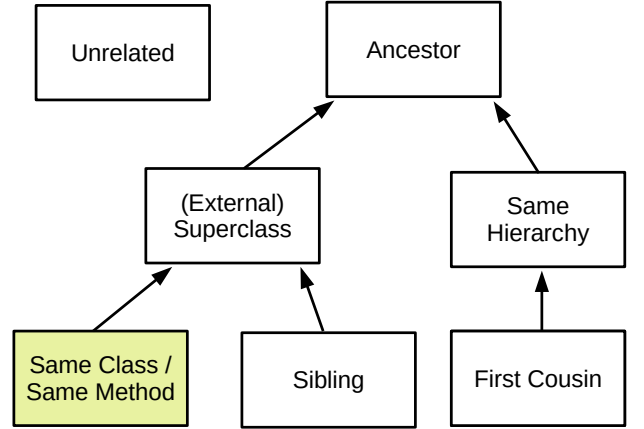 Unrelated
Ancestor
(External)
Superclass
Same
Hierarchy
Same Class /
Same Method
Sibling
First Cousin